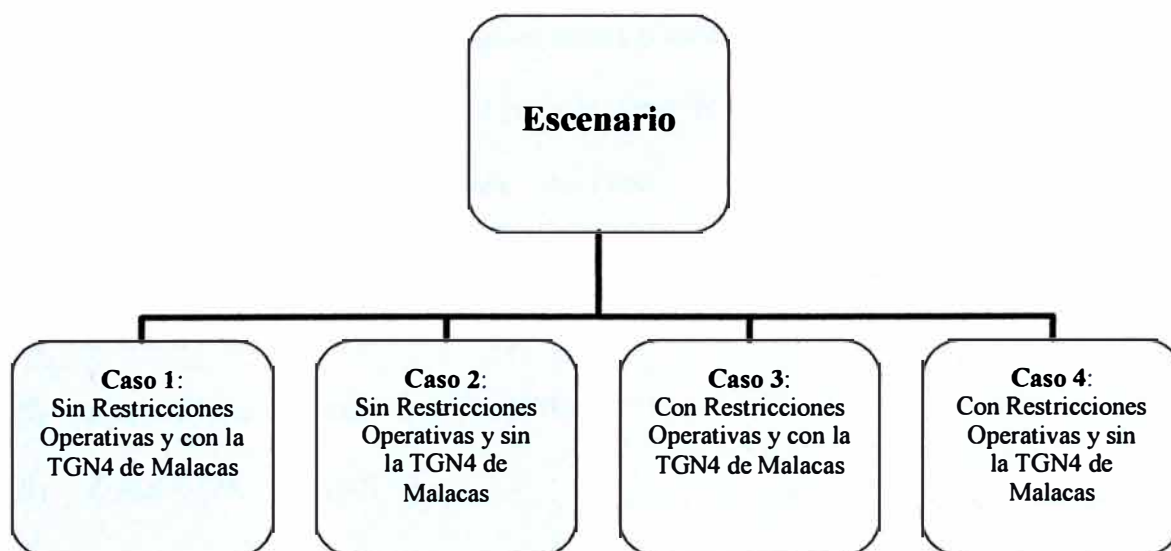 Escenario
Caso 1:
Sin Restricciones
Operativas y con la
TGN4 de Malacas
Caso 2:
Sin Restricciones
Operativas y sin
la TGN4 de
Malacas
Caso 3:
Con Restricciones
Operativas y con la
TGN4 de Malacas
Caso 4:
Con Restricciones
Operativas y sin
la TGN4 de
Malacas